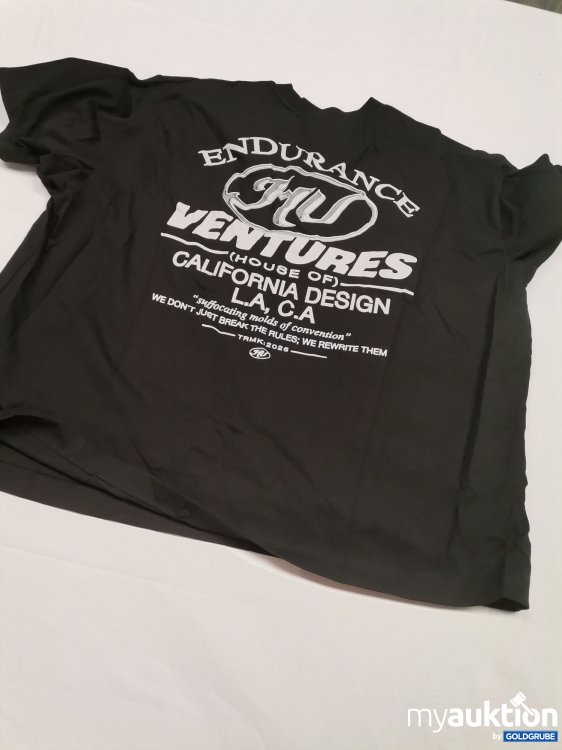 ENDURANCE
HU
VENTURES
(HOUSE OF)
CALIFORNIA DESIGN
L.A, C.A
"suffocating molds of convention"
WE DON'T JUST BREAK THE RULES; WE REWRITE THEM
TRMK:2025
HU
myauktion
by GOLDGRUBE